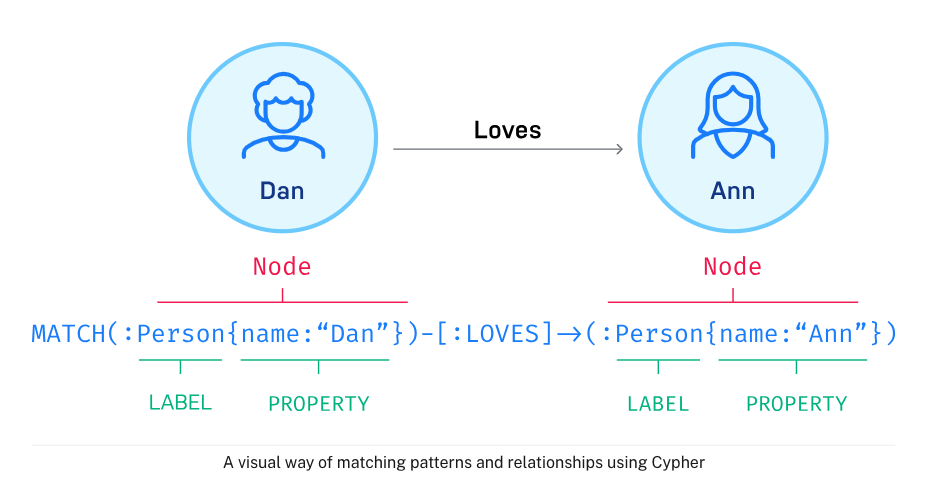 Loves
Dan
Ann
Node
Node
MATCH(:Person{name:“Dan”})-[:LOVES]->(:Person{name:“Ann”})
LABEL
PROPERTY
LABEL
PROPERTY
A visual way of matching patterns and relationships using Cypher